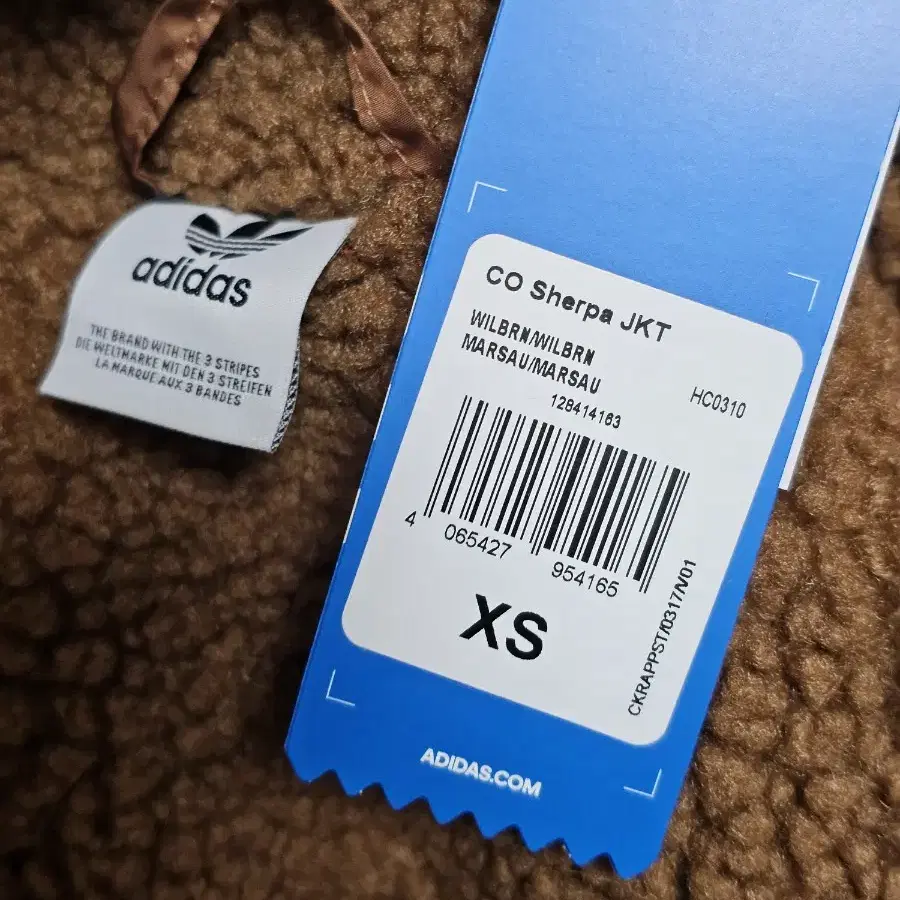 adidas
THE BRAND WITH THE 3 STRIPES
DIE WELTMARKE MIT DEN 3 STREIFEN
LA MARQUE AUX 3 BANDES
CO Sherpa JKT
WILBRN/WILBRN
MARSAU/MARSAU
HC0310
128414163
4 065427 954165
XS
CKRAPPST/0317/V01
ADIDAS.COM